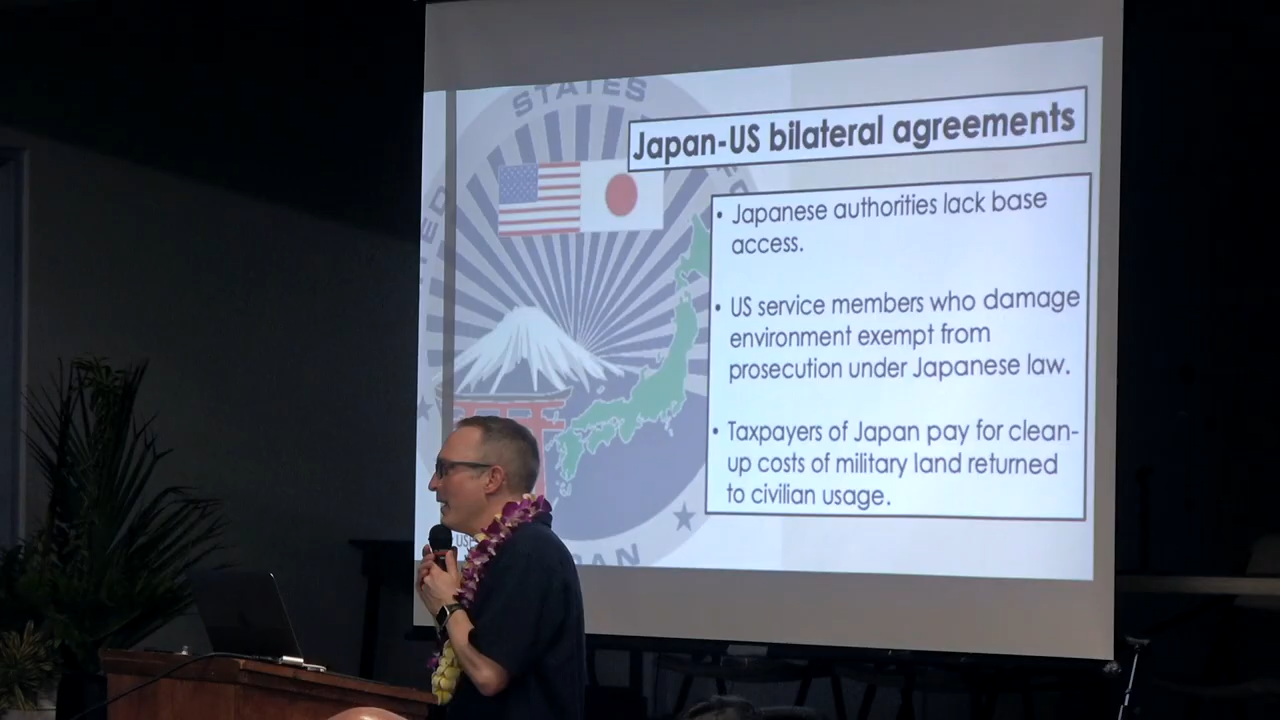 STATES
Japan-US bilateral agreements
• Japanese authorities lack base
access.
• US service members who damage
environment exempt from
prosecution under Japanese law.
• Taxpayers of Japan pay for clean-
up costs of military land returned
to civilian usage.